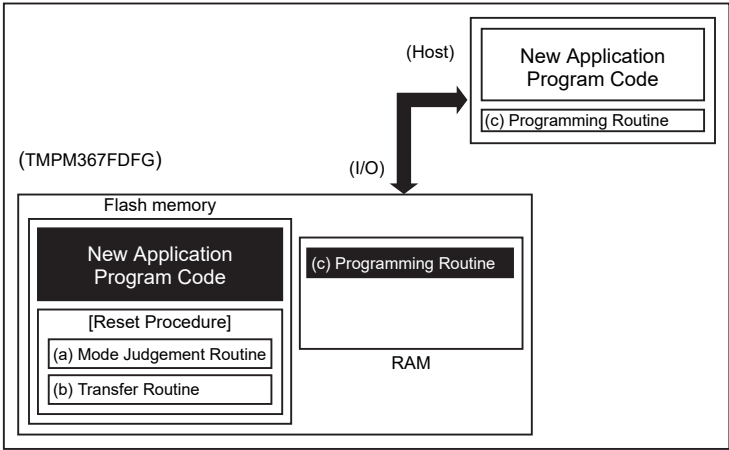 (Host)
New Application
Program Code
(c) Programming Routine
(TMPM367FDFG)
(I/O)
Flash memory
New Application
Program Code
[Reset Procedure]
(a) Mode Judgement Routine
(b) Transfer Routine
(c) Programming Routine
RAM